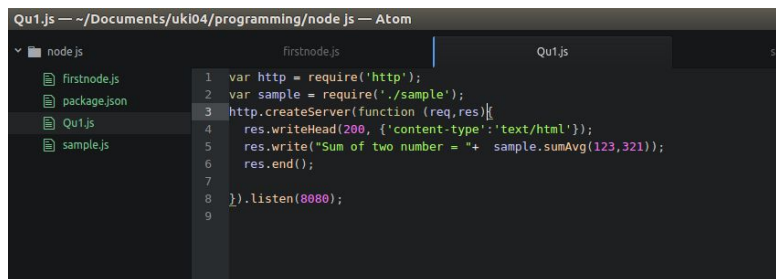 Qu1.js — ~/Documents/uki04/programming/node js — Atom
node js
firstnode.js
package.json
Qu1.js
sample.js
firstnode.js
Qu1.js
s
1 var http = require('http');
2 var sample = require('./sample');
3 http.createServer(function (req,res){
4 res.writeHead(200, {'content-type':'text/html'});
5 res.write("Sum of two number = "+ sample.sumAvg(123,321));
6 res.end();
7
8 }).listen(8080);
9